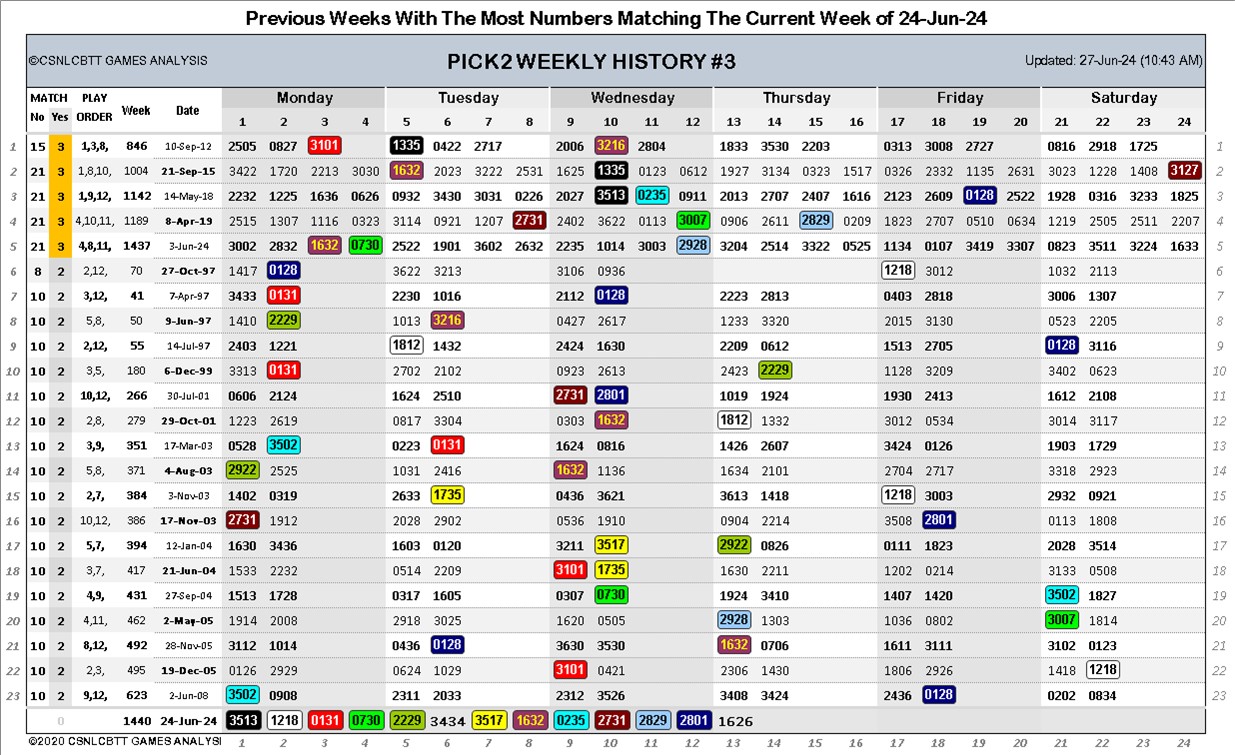 Previous Weeks With The Most Numbers Matching The Current Week of 24-Jun-24
©CSNLCBTT GAMES ANALYSIS PICK2 WEEKLY HISTORY #3 Updated: 27-Jun-24 (10:43 AM)
MATCH PLAY Week Date Monday Tuesday Wednesday Thursday Friday Saturday
No Yes ORDER 1 2 3 4 5 6 7 8 9 10 11 12 13 14 15 16 17 18 19 20 21 22 23 24
1 15 3 1,3,8, 846 10-Sep-12 2505 0827 3101 1335 0422 2717 2006 3216 2804 1833 3530 2203 0313 3008 2727 0816 2918 1725 1
2 21 3 1,8,10, 1004 21-Sep-15 3422 1720 2213 3030 1632 2023 3222 2531 1625 1335 0123 0612 1927 3134 0323 1517 0326 2332 1135 2631 3023 1228 1408 3127 2
3 21 3 1,9,12, 1142 14-May-18 2232 1225 1636 0626 0932 3430 3031 0226 2027 3513 0235 0911 2013 2707 2407 1616 2123 2609 0128 2522 1928 0316 3233 1825 3
4 21 3 4,10,11, 1189 8-Apr-19 2515 1307 1116 0323 3114 0921 1207 2731 2402 3622 0113 3007 0906 2611 2829 0209 1823 2707 0510 0634 1219 2505 2511 2207 4
5 21 3 4,8,11, 1437 3-Jun-24 3002 2832 1632 0730 2522 1901 3602 2632 2235 1014 3003 2928 3204 2514 3322 0525 1134 0107 3419 3307 0823 3511 3224 1633 5
6 8 2 2,12, 70 27-Oct-97 1417 0128 3622 3213 3106 0936 1218 3012 1032 2113 6
7 10 2 3,12, 41 7-Apr-97 3433 0131 2230 1016 2112 0128 2223 2813 0403 2818 3006 1307 7
8 10 2 5,8, 50 9-Jun-97 1410 2229 1013 3216 0427 2617 1233 3320 2015 3130 0523 2205 8
9 10 2 2,12, 55 14-Jul-97 2403 1221 1812 1432 2424 1630 2209 0612 1513 2705 0128 3116 9
10 10 2 3,5, 180 6-Dec-99 3313 0131 2702 2102 0923 2613 2423 2229 1128 3209 3402 0623 10
11 10 2 10,12, 266 30-Jul-01 0606 2124 1624 2510 2731 2801 1019 1924 1930 2413 1612 2108 11
12 10 2 2,8, 279 29-Oct-01 1223 2619 0817 3304 0303 1632 1812 1332 3012 0534 3014 3117 12
13 10 2 3,9, 351 17-Mar-03 0528 3502 0223 0131 1624 0816 1426 2607 3424 0126 1903 1729 13
14 10 2 5,8, 371 4-Aug-03 2922 2525 1031 2416 1632 1136 1634 2101 2704 2717 3318 2923 14
15 10 2 2,7, 384 3-Nov-03 1402 0319 2633 1735 0436 3621 3613 1418 1218 3003 2932 0921 15
16 10 2 10,12, 386 17-Nov-03 2731 1912 2028 2902 0536 1910 0904 2214 3508 2801 0113 1808 16
17 10 2 5,7, 394 12-Jan-04 1630 3436 1603 0120 3211 3517 2922 0826 0111 1823 2028 3514 17
18 10 2 3,7, 417 21-Jun-04 1533 2232 0514 2209 3101 1735 1630 2211 1202 0214 3133 0508 18
19 10 2 4,9, 431 27-Sep-04 1513 1728 0317 1605 0307 0730 1924 3410 1407 1420 3502 1827 19
20 10 2 4,11, 462 2-May-05 1914 2008 2918 3025 1620 0505 2928 1303 1036 0802 3007 1814 20
21 10 2 8,12, 492 28-Nov-05 3112 1014 0436 0128 3630 3530 1632 0706 1611 3111 3102 0123 21
22 10 2 2,3, 495 19-Dec-05 0126 2929 0624 1029 3101 0421 2306 1430 1806 2926 1418 1218 22
23 10 2 9,12, 623 2-Jun-08 3502 0908 2311 2033 2312 3526 3408 3424 2436 0128 0202 0834 23
0 1440 24-Jun-24 3513 1218 0131 0730 2229 3434 3517 1632 0235 2731 2829 2801 1626
©2020 CSNLCBTT GAMES ANALYSI 1 2 3 4 5 6 7 8 9 10 11 12 13 14 15 16 17 18 19 20 21 22 23 24